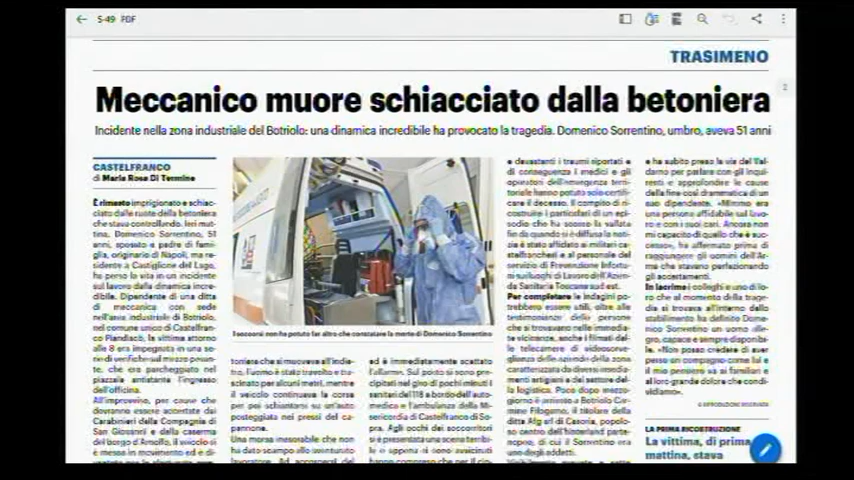 5-49 PDF
TRASIMENO
Meccanico muore schiacciato dalla betoniera
Incidente nella zona industriale del Botriolo: una dinamica incredibile ha provocato la tragedia. Domenico Sorrentino, umbro, aveva 51 anni
CASTELFRANCO
di Maria Rosa Di Termine
È rimasto imprigionato e schiac-
ciato dalle ruote della betoniera
che stava controllando. Ieri mat-
tina, Domenico Sorrentino, 51
anni, sposato e padre di fami-
glia, originario di Napoli, ma re-
sidente a Castiglione del Lago,
ha perso la vita in un incidente
sul lavoro dalla dinamica incre-
dibile. Dipendente di una ditta
di meccanica con sede
nell'area industriale di Botriolo,
nel comune unico di Castelfran-
co Piandiscò, la vittima attorno
alle 8 era impegnata in una se-
rie di verifiche sul mezzo pesan-
te, che era parcheggiato nel
piazzale antistante l'ingresso
dell'officina.
All'improvviso, per cause che
dovranno essere accertate dai
Carabinieri della Compagnia di
San Giovanni e della caserma
del borgo d'Arnolfo, il veicolo si
è messo in movimento ed è di-
I soccorsi non ha potuto far altro che constatare la morte di Domenico Sorrentino
toniera che si muoveva all'indie-
tro, l'uomo è stato travolto e tra-
scinato per alcuni metri, mentre
il veicolo continuava la corsa
per poi schiantarsi su un'auto
posteggiata nei pressi del ca-
pannone.
Una morsa inesorabile che non
ha dato scampo allo sventurato
lavoratore. Ad accorgersi del
ed è immediatamente scattato
l'allarme. Sul posto si sono pre-
cipitati nel giro di pochi minuti i
sanitari del 118 a bordo dell'auto-
medica e l'ambulanza della Mi-
sericordia di Castelfranco di So-
pra. Agli occhi dei soccorritori
si è presentata una scena terribi-
le e appena si sono avvicinati
hanno compreso che per il cin-
e devastanti i traumi riportati e
di conseguenza i medici e gli
operatori dell'emergenza terri-
toriale hanno potuto solo certifi-
care il decesso. Il compito di ri-
costruire i particolari di un epi-
sodio che ha scosso la vallata
fin da quando si è diffusa la noti-
zia è stato affidato ai militari ca-
stelfrancesi e al personale del
servizio di Prevenzione Infortu-
ni sui luoghi di Lavoro dell'Azien-
da Sanitaria Toscana sud est.
Per completare le indagini po-
trebbero essere utili, oltre alle
testimonianze delle persone
che si trovavano nelle immedia-
te vicinanze, anche i filmati del-
le telecamere di videosorve-
glianza delle aziende della zona
caratterizzata da diversi immedi-
artigiani e del settore del-
la logistica. Poco dopo mezzo-
giorno è arrivato a Botriolo Car-
mine Filogamo, il titolare della
ditta Afg srl di Casoria, popolo-
so centro dell'hinterland parte-
nopeo, di cui il Sorrentino era
uno degli addetti.
e ha subito preso la via del Val-
darno per parlare con gli inqui-
renti e approfondire le cause
della fine così drammatica di un
suo dipendente. «Mimmo era
una persona affidabile sul lavo-
ro e con i suoi cari. Ancora non
mi capacito di quello che è suc-
cesso», ha affermato prima di
raggiungere gli uomini dell'Ar-
ma che stavano perfezionando
gli accertamenti.
In lacrime i colleghi e uno di lo-
ro che al momento della trage-
dia si trovava all'interno dello
stabilimento ha definito Dome-
nico Sorrentino un uomo alle-
gro, capace e sempre disponibi-
le. «Non posso credere di aver
perso un compagno come lui e
il mio pensiero va ai familiari e
al loro grande dolore che condi-
vidiamo».
© RIPRODUZIONE RISERVATA
LA PRIMA RICOSTRUZIONE
La vittima, di prima
mattina, stava